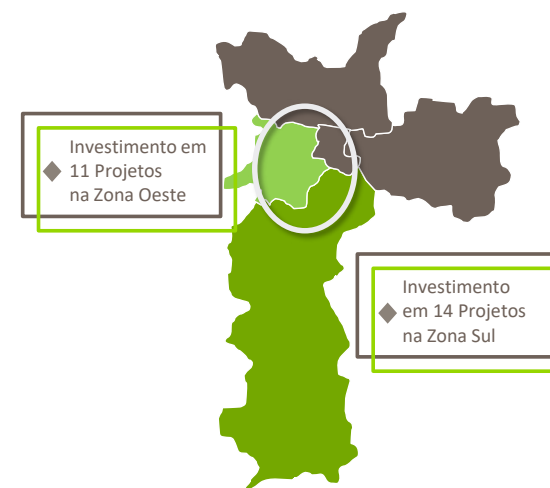 Investimento em
11 Projetos
na Zona Oeste
Investimento
em 14 Projetos
na Zona Sul